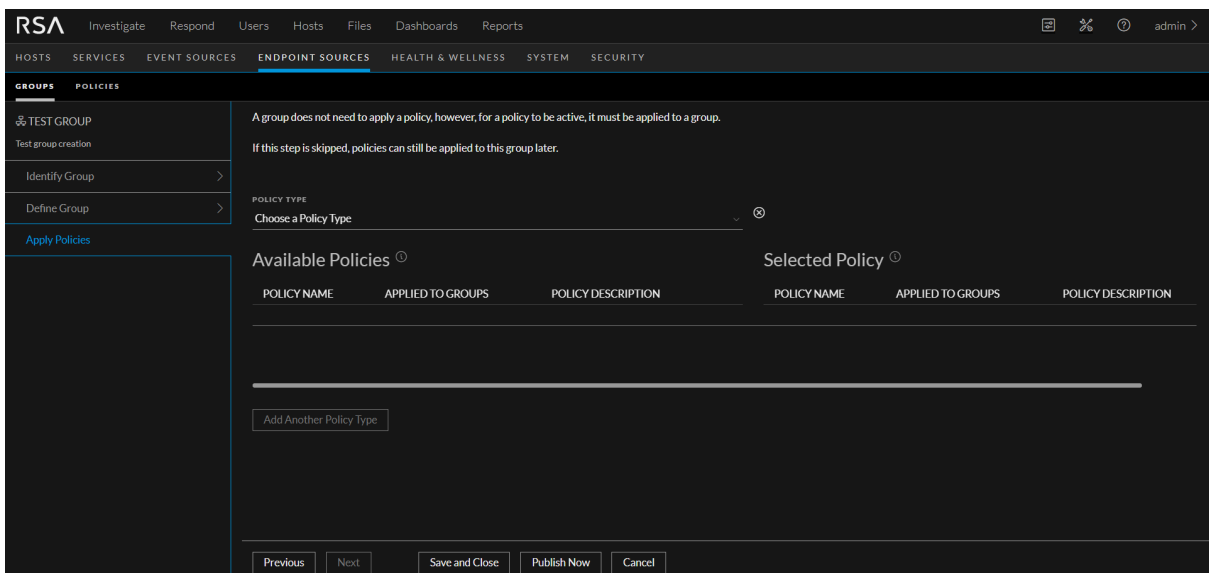 RSA Investigate Respond Users Hosts Files Dashboards Reports admin
HOSTS SERVICES EVENT SOURCES ENDPOINT SOURCES HEALTH & WELLNESS SYSTEM SECURITY
GROUPS POLICIES
TEST GROUP
Test group creation
Identify Group
Define Group
Apply Policies
A group does not need to apply a policy, however, for a policy to be active, it must be applied to a group.
If this step is skipped, policies can still be applied to this group later.
POLICY TYPE
Choose a Policy Type
Available Policies
POLICY NAME APPLIED TO GROUPS POLICY DESCRIPTION
Selected Policy
POLICY NAME APPLIED TO GROUPS POLICY DESCRIPTION
Add Another Policy Type
Previous Next Save and Close Publish Now Cancel